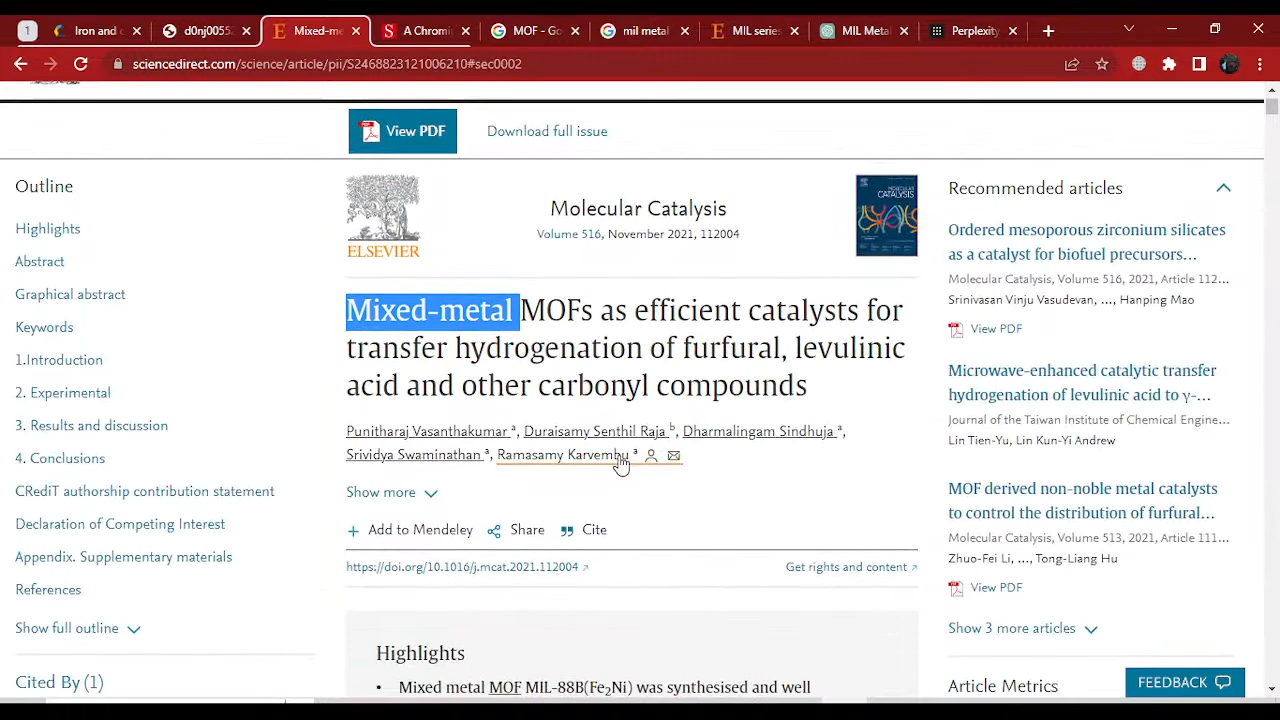 1
Iron and c
d0nj0055
Mixed-me
A Chromi
MOF - Go
mil metal
MIL series
MIL Metal
Perplexity
sciencedirect.com/science/article/pii/S2468823121006210#sec0002
View PDF
Download full issue
Outline
Highlights
Abstract
Graphical abstract
Keywords
1.Introduction
2. Experimental
3. Results and discussion
4. Conclusions
CRediT authorship contribution statement
Declaration of Competing Interest
Appendix. Supplementary materials
References
Show full outline
Cited By (1)
ELSEVIER
Molecular Catalysis
Volume 516, November 2021, 112004
MOLECULAR
CATALYSIS
Mixed-metal MOFs as efficient catalysts for
transfer hydrogenation of furfural, levulinic
acid and other carbonyl compounds
Punitharaj Vasanthakumar a, Duraisamy Senthil Raja b, Dharmalingam Sindhuja a,
Srividya Swaminathan a, Ramasamy Karvembu a
Show more
Add to Mendeley
Share
Cite
https://doi.org/10.1016/j.mcat.2021.112004
Get rights and content
Highlights
• Mixed metal MOF MIL-88B(Fe2Ni) was synthesised and well
Recommended articles
Ordered mesoporous zirconium silicates
as a catalyst for biofuel precursors…
Molecular Catalysis, Volume 516, 2021, Article 112…
Srinivasan Vinju Vasudevan, …, Hanping Mao
View PDF
Microwave-enhanced catalytic transfer
hydrogenation of levulinic acid to γ-…
Journal of the Taiwan Institute of Chemical Engine…
Lin Tien-Yu, Lin Kun-Yi Andrew
MOF derived non-noble metal catalysts
to control the distribution of furfural…
Molecular Catalysis, Volume 513, 2021, Article 111…
Zhuo-Fei Li, …, Tong-Liang Hu
View PDF
Show 3 more articles
Article Metrics
FEEDBACK